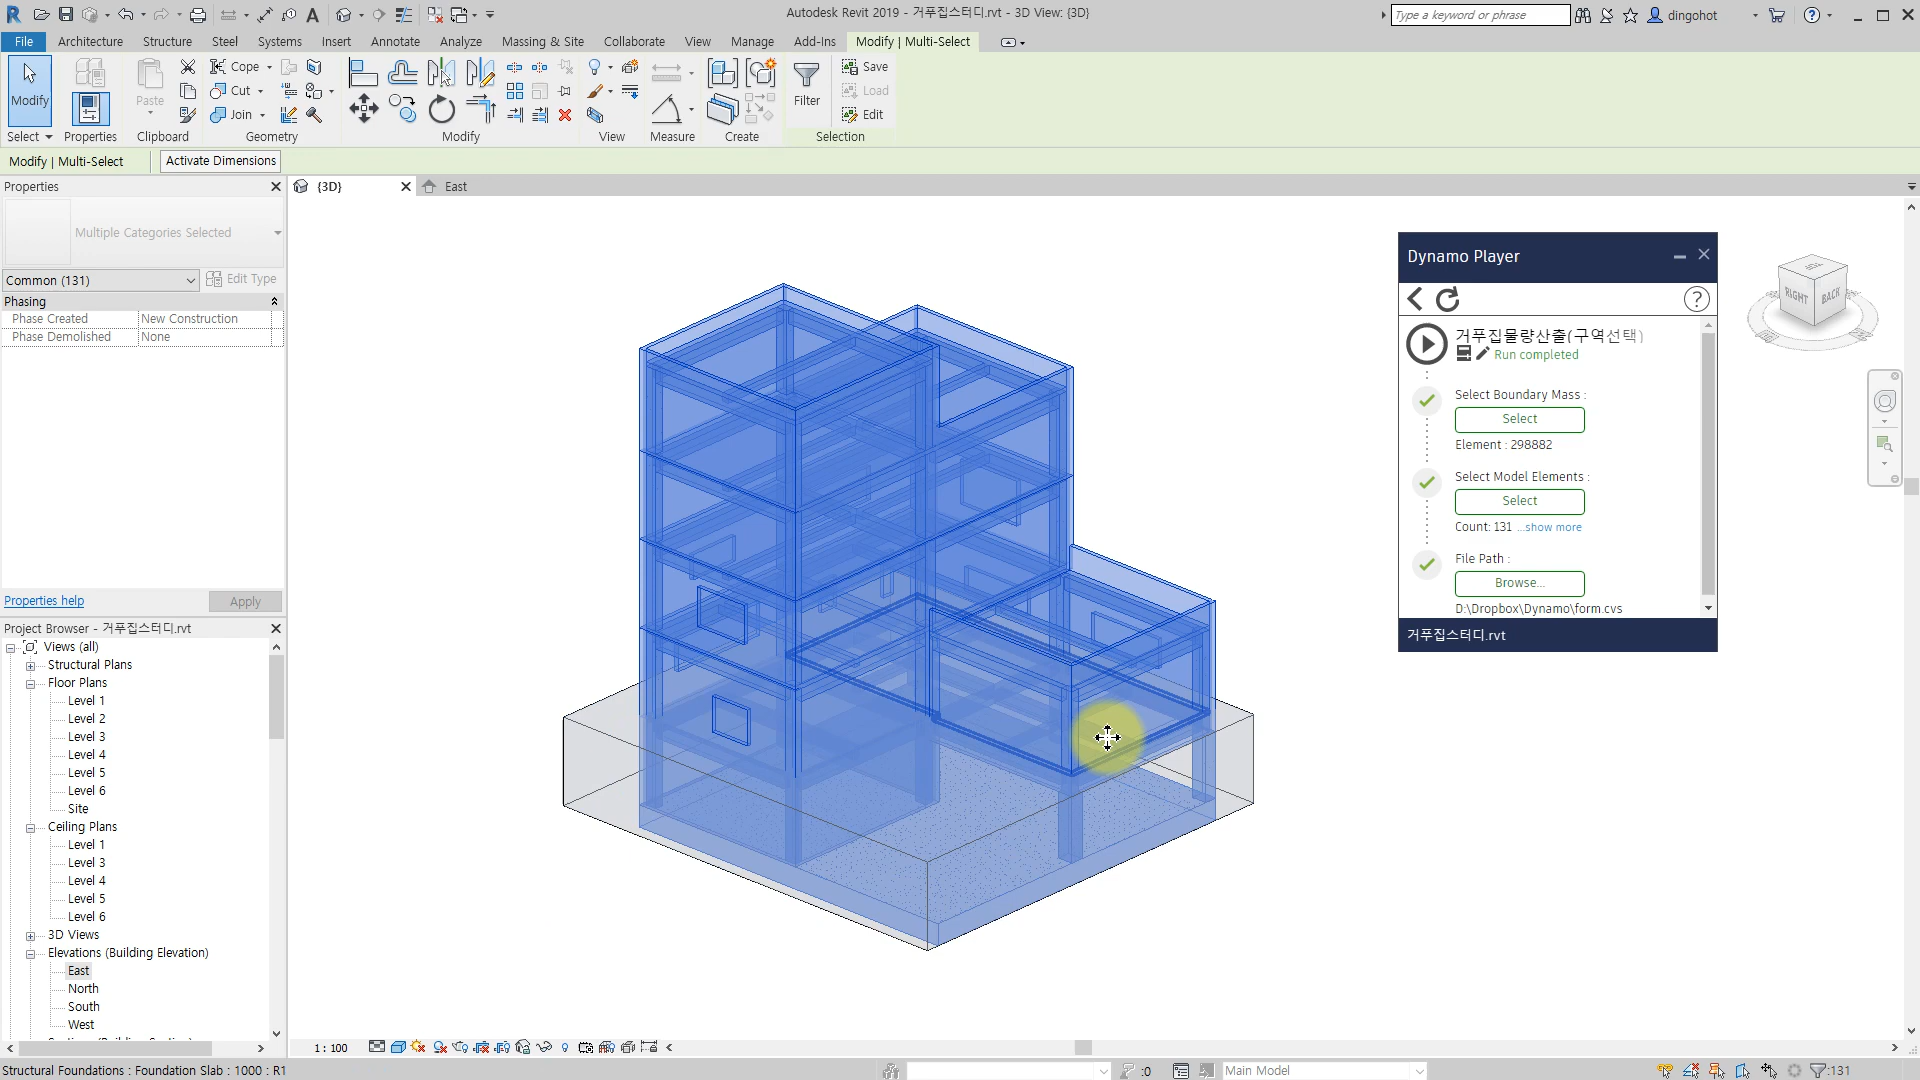 Autodesk Revit 2019 - 거푸집스터디.rvt - 3D View: {3D}
Type a keyword or phrase
dingohot
File Architecture Structure Steel Systems Insert Annotate Analyze Massing & Site Collaborate View Manage Add-Ins Modify | Multi-Select
Modify
Paste
Cope
Cut
Join
Filter
Save
Load
Edit
Select Properties Clipboard Geometry Modify View Measure Create Selection
Modify | Multi-Select Activate Dimensions
Properties
{3D}
East
Multiple Categories Selected
Common (131)
Edit Type
Phasing
Phase Created New Construction
Phase Demolished None
Properties help
Apply
Project Browser - 거푸집스터디.rvt
Views (all)
Structural Plans
Floor Plans
Level 1
Level 2
Level 3
Level 4
Level 5
Level 6
Site
Ceiling Plans
Level 1
Level 3
Level 4
Level 5
Level 6
3D Views
Elevations (Building Elevation)
East
North
South
West
Dynamo Player
거푸집물량산출(구역선택)
Run completed
Select Boundary Mass :
Select
Element : 298882
Select Model Elements :
Select
Count: 131 ...show more
File Path :
Browse...
D:\Dropbox\Dynamo\form.cvs
거푸집스터디.rvt
TOP
RIGHT
BACK
1 : 100
Structural Foundations : Foundation Slab : 1000 : R1
:0
Main Model
:131